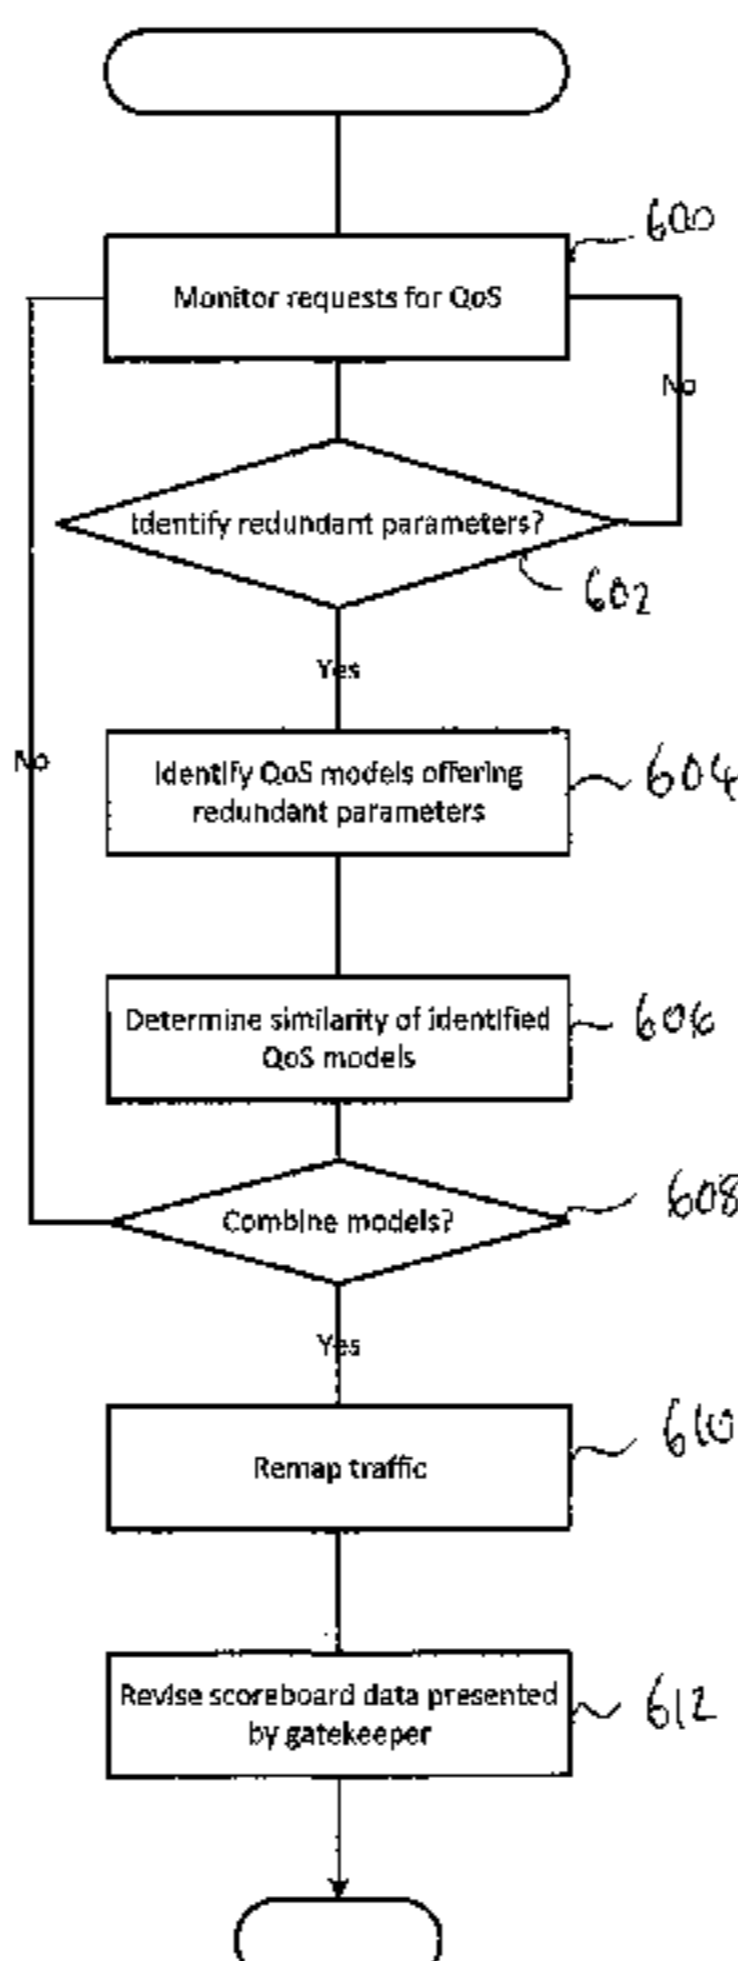 600
Monitor requests for QoS
No
Identify redundant parameters?
602
Yes
No
Identify QoS models offering
redundant parameters
604
Determine similarity of identified
QoS models
606
608
Combine models?
Yes
Remap traffic
610
Revise scoreboard data presented
by gatekeeper
612